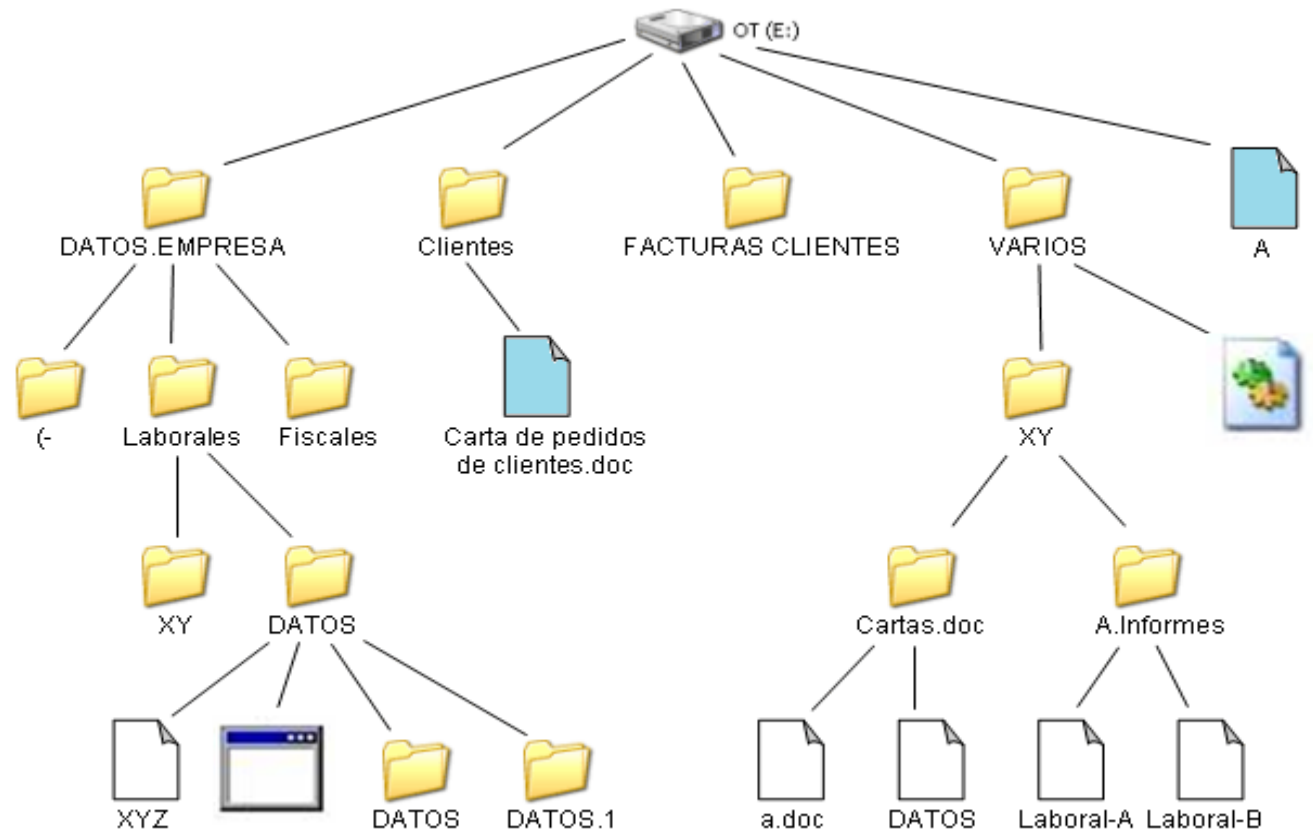 OT (E:)
DATOS.EMPRESA
Clientes
FACTURAS CLIENTES
VARIOS
A
(-
Laborales
Fiscales
Carta de pedidos
de clientes.doc
XY
XY
DATOS
Cartas.doc
A.Informes
XYZ
DATOS
DATOS.1
a.doc
DATOS
Laboral-A
Laboral-B